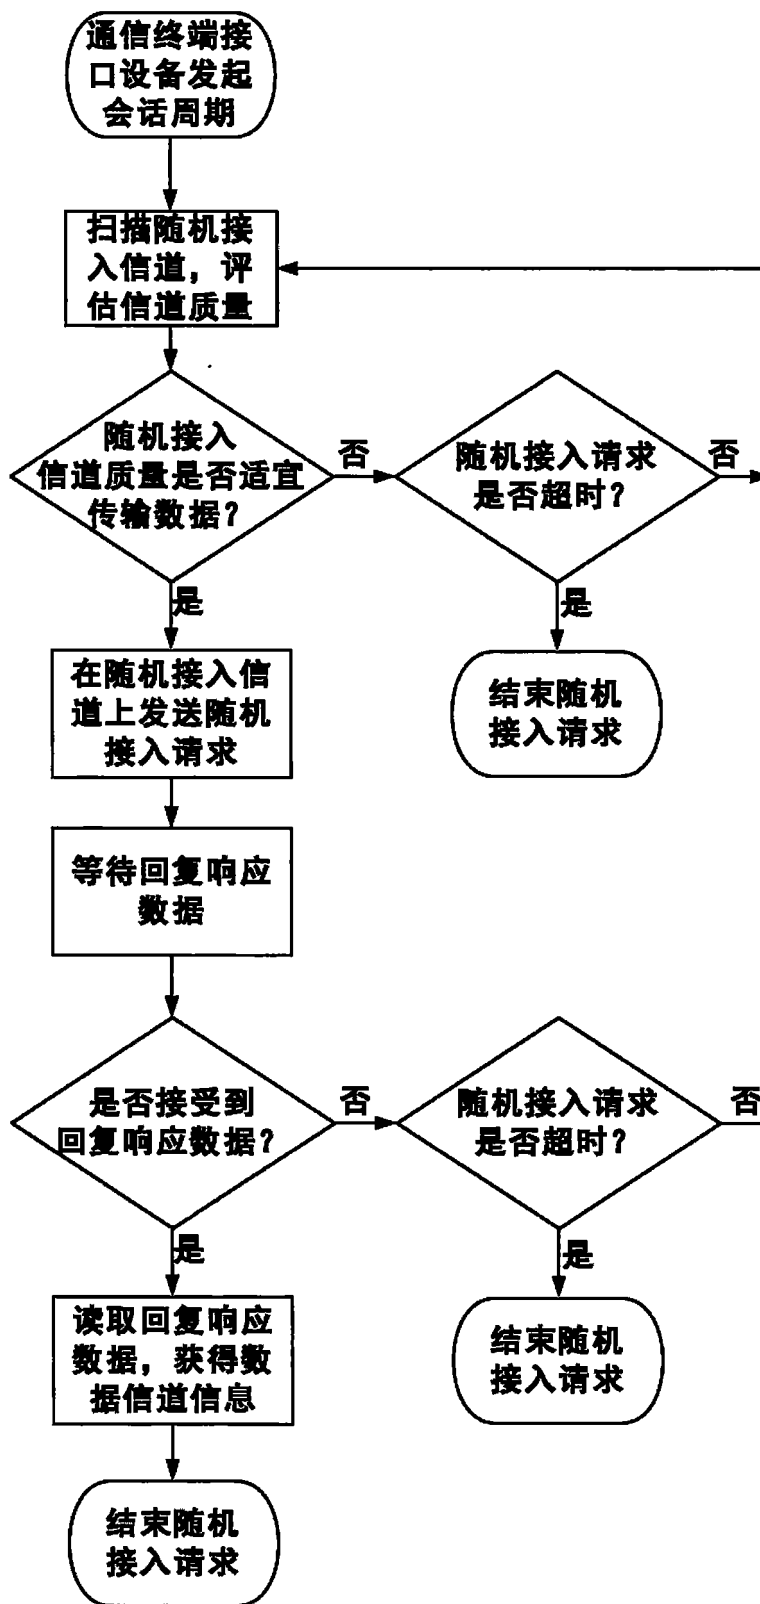 通信终端接
口设备发起
会话周期
扫描随机接
入信道，评
估信道质量
随机接入
信道质量是否适宜
传输数据？
否
随机接入请求
是否超时？
否
是
是
在随机接入信
道上发送随机
接入请求
结束随机
接入请求
等待回复响应
数据
是否接受到
回复响应数据？
否
随机接入请求
是否超时？
否
是
是
读取回复响应
数据，获得数
据信道信息
结束随机
接入请求
结束随机
接入请求